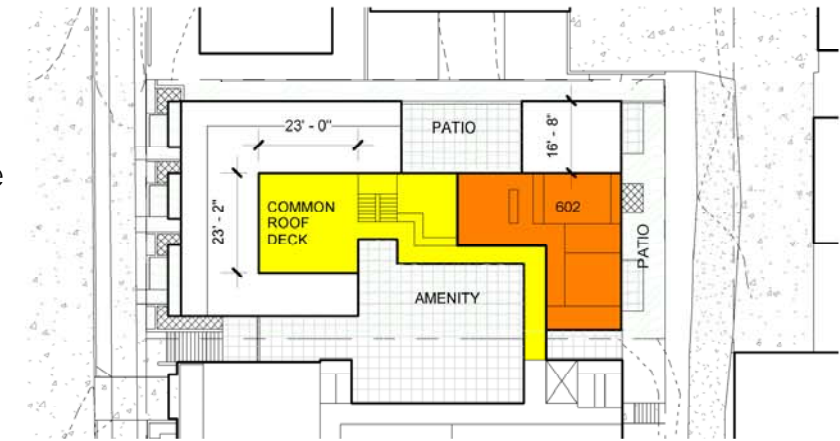 23' - 0"
PATIO
16' - 8"
e
23' - 2"
COMMON
ROOF
DECK
602
PATIO
AMENITY